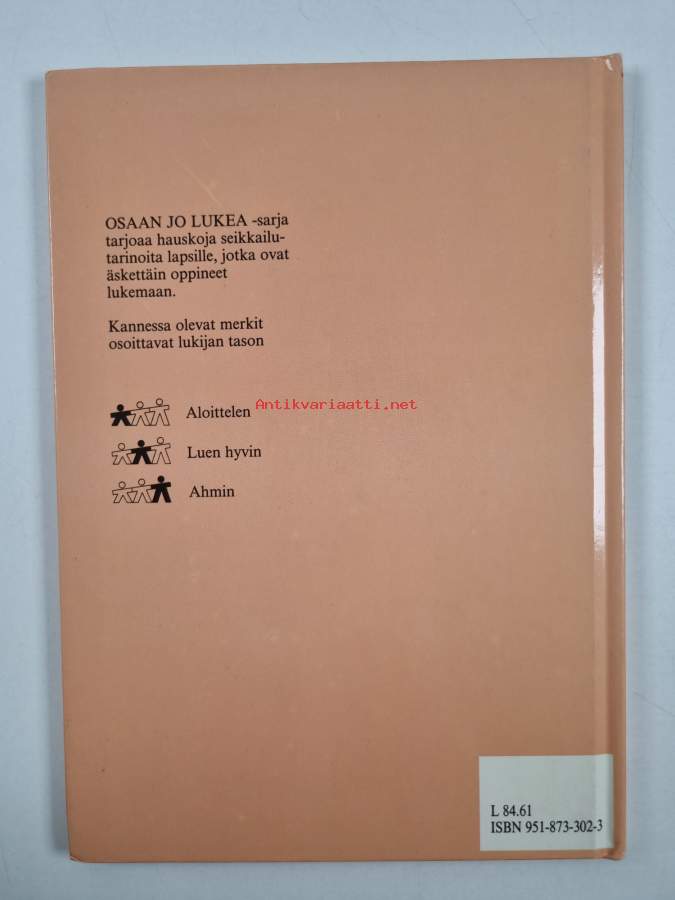 OSAAN JO LUKEA -sarja
tarjoaa hauskoja seikkailu-
tarinoita lapsille, jotka ovat
äskettäin oppineet
lukemaan.
Kannessa olevat merkit
osoittavat lukijan tason
Antikvariaatti.net
Aloittelen
Luen hyvin
Ahmin
L 84.61
ISBN 951-873-302-3